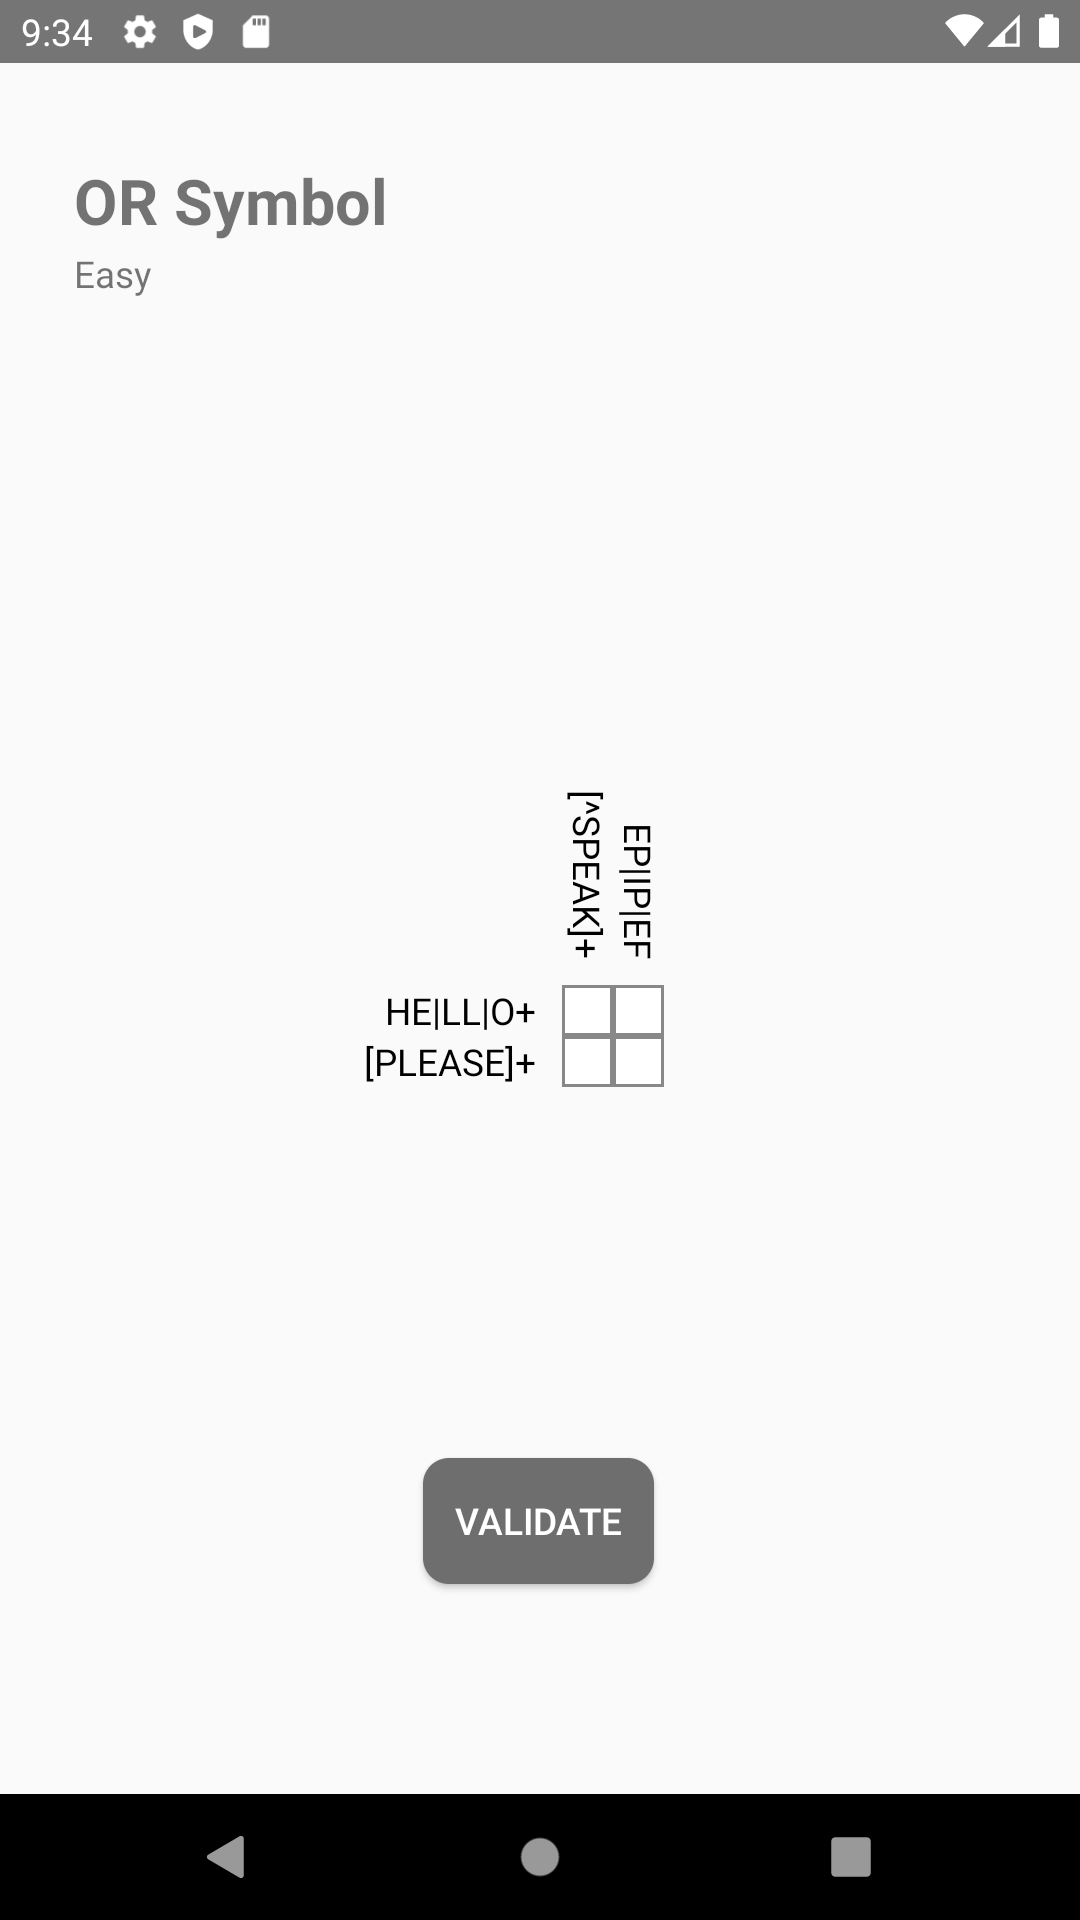 9:34
OR Symbol
Easy
[^SPEAK]+
EP|IP|EF
HE|LL|O+
[PLEASE]+
VALIDATE